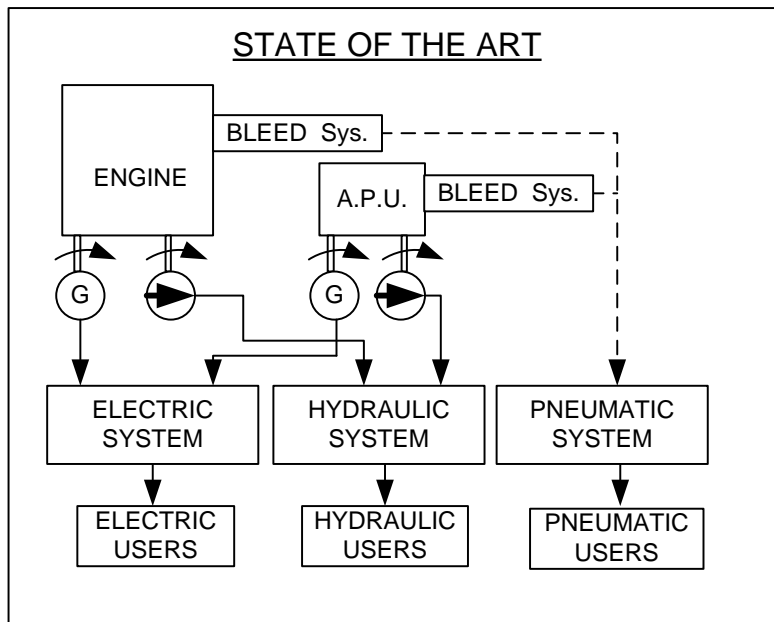 STATE OF THE ART
BLEED Sys.
ENGINE
A.P.U.
BLEED Sys.
G
G
ELECTRIC
SYSTEM
HYDRAULIC
SYSTEM
PNEUMATIC
SYSTEM
ELECTRIC
USERS
HYDRAULIC
USERS
PNEUMATIC
USERS